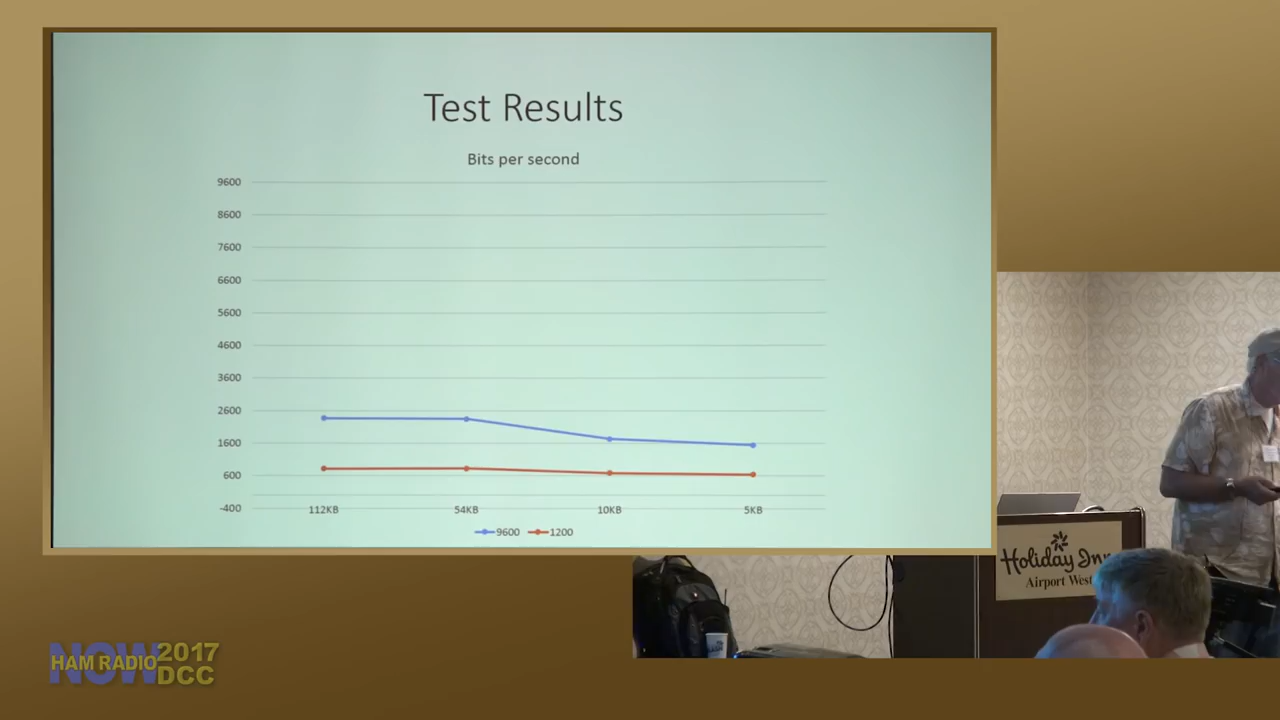 Test Results
Bits per second
9600
8600
7600
6600
5600
4600
3600
2600
1600
600
-400
112KB 54KB 10KB 5KB
9600 1200
Holiday Inn
Airport West
NOW
HAM RADIO
2017
DCC